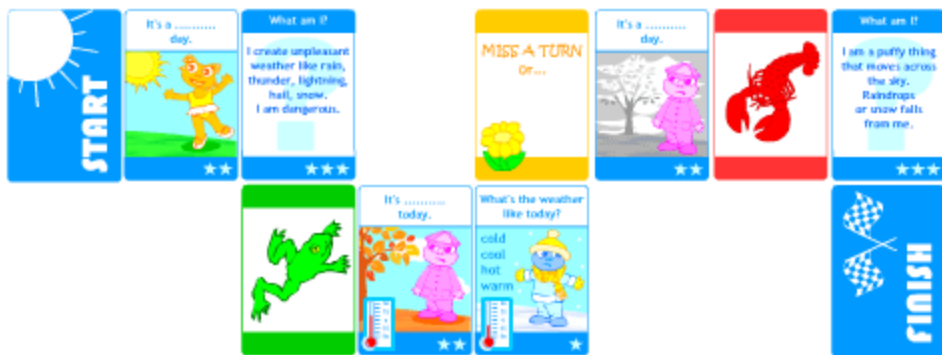 START
It's a ..........
day.
What am I?
I create unpleasant
weather like rain,
thunder, lightning,
hail, snow.
I am dangerous.
MISS A TURN
or...
It's a ..........
day.
What am I?
I am a puffy thing
that moves across
the sky.
Raindrops
or snow falls
from me.
It's ..........
today.
What's the weather
like today?
cold
cool
hot
warm
FINISH